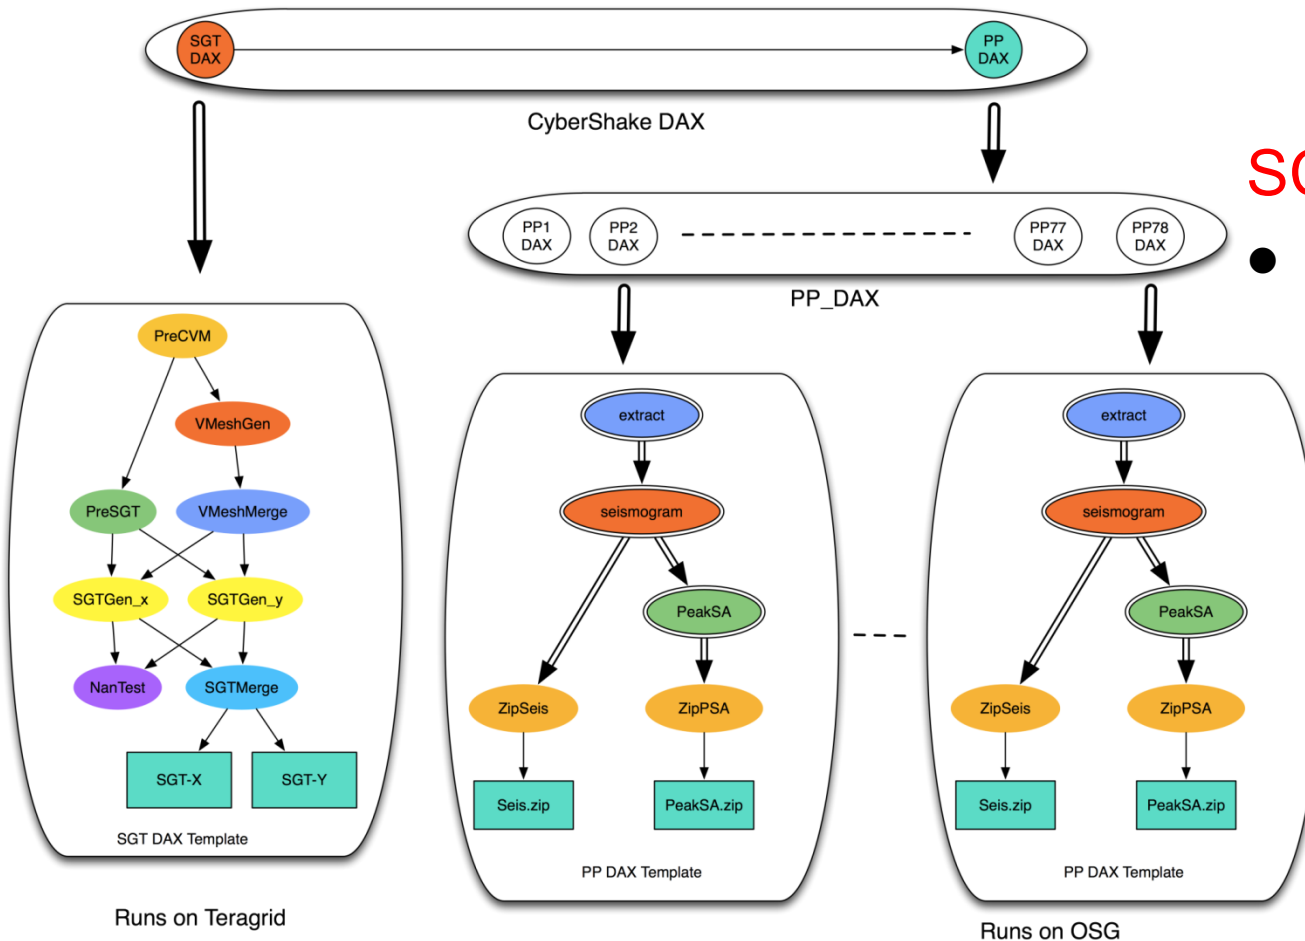 SGT
DAX
PP
DAX
CyberShake DAX
PP1
DAX
PP2
DAX
PP77
DAX
PP78
DAX
PP_DAX
PreCVM
VMeshGen
PreSGT
VMeshMerge
SGTGen_x
SGTGen_y
NanTest
SGTMerge
SGT-X
SGT-Y
SGT DAX Template
Runs on Teragrid
extract
seismogram
PeakSA
ZipSeis
ZipPSA
Seis.zip
PeakSA.zip
PP DAX Template
extract
seismogram
PeakSA
ZipSeis
ZipPSA
Seis.zip
PeakSA.zip
PP DAX Template
Runs on OSG